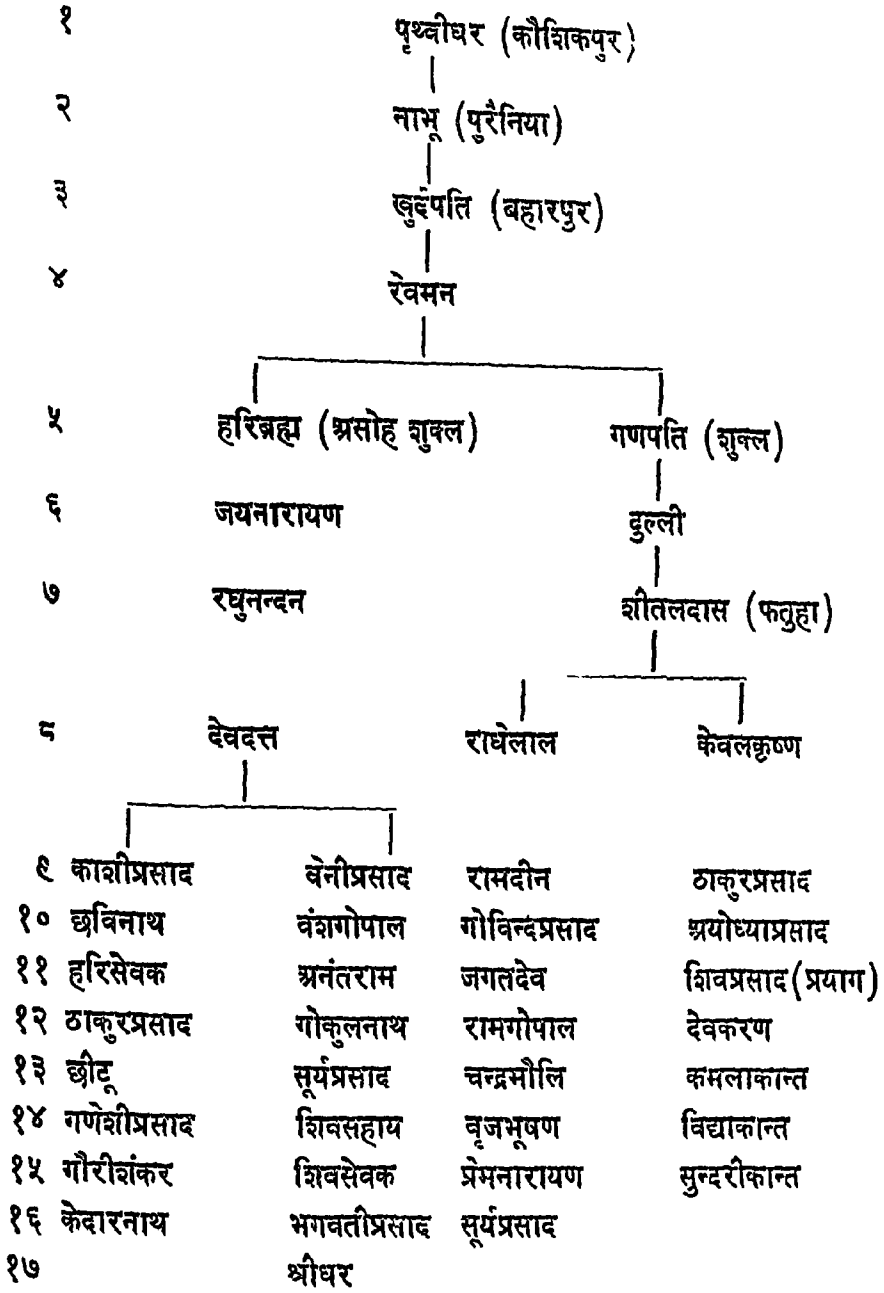 १ पृथ्वीधर (कौशिकपुर)
२ नाभू (पुरैनिया)
३ खुर्दपति (बहारपुर)
४ रेवमन
५ हरिब्रह्म (असोह शुक्ल) गणपति (शुक्ल)
६ जयनारायण दुल्ली
७ रघुनन्दन शीतलदास (फतुहा)
८ देवदत्त राधेलाल केवलकृष्ण
९ काशीप्रसाद वेनीप्रसाद रामदीन ठाकुरप्रसाद
१० छविनाथ वंशगोपाल गोविन्दप्रसाद अयोध्याप्रसाद
११ हरिसेवक अनंतराम जगतदेव शिवप्रसाद(प्रयाग)
१२ ठाकुरप्रसाद गोकुलनाथ रामगोपाल देवकरण
१३ छीटू सूर्यप्रसाद चन्द्रमौलि कमलाकान्त
१४ गणेशीप्रसाद शिवसहाय वृजभूषण विद्याकान्त
१५ गौरीशंकर शिवसेवक प्रेमनारायण सुन्दरीकान्त
१६ केदारनाथ भगवतीप्रसाद सूर्यप्रसाद
१७ श्रीधर